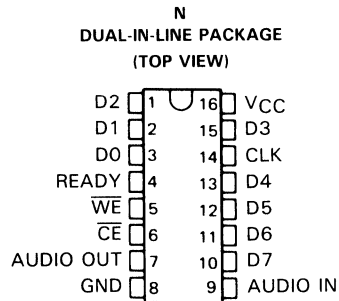 N
DUAL-IN-LINE PACKAGE
(TOP VIEW)
D2 1 16 VCC
D1 2 15 D3
D0 3 14 CLK
READY 4 13 D4
W̅E̅ 5 12 D5
C̅E̅ 6 11 D6
AUDIO OUT 7 10 D7
GND 8 9 AUDIO IN